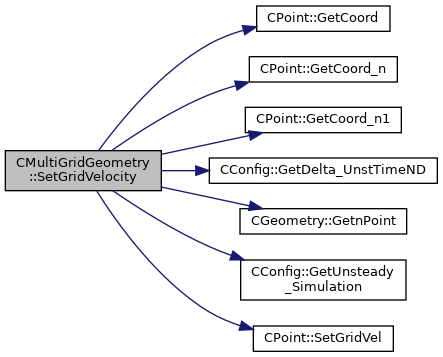 CMultiGridGeometry
::SetGridVelocity
CPoint::GetCoord
CPoint::GetCoord_n
CPoint::GetCoord_n1
CConfig::GetDelta_UnstTimeND
CGeometry::GetnPoint
CConfig::GetUnsteady
_Simulation
CPoint::SetGridVel